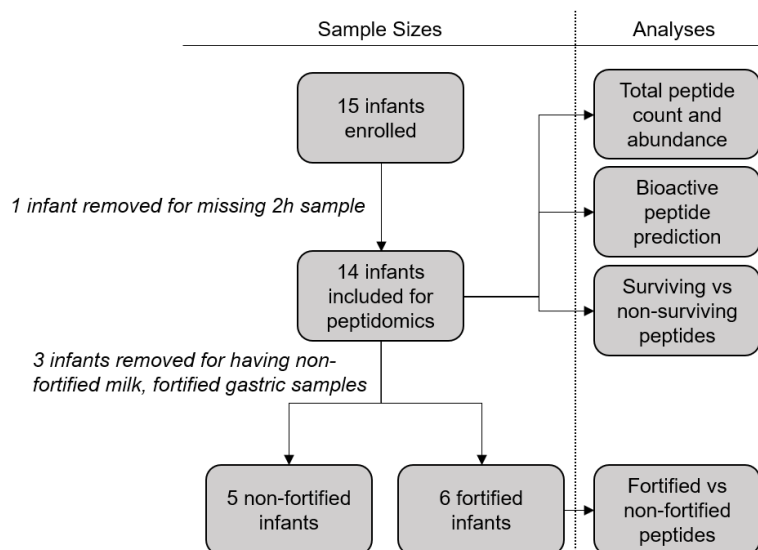 Sample Sizes
Analyses
15 infants
enrolled
Total peptide
count and
abundance
1 infant removed for missing 2h sample
Bioactive
peptide
prediction
14 infants
included for
peptidomics
Surviving vs
non-surviving
peptides
3 infants removed for having non-
fortified milk, fortified gastric samples
5 non-fortified
infants
6 fortified
infants
Fortified vs
non-fortified
peptides